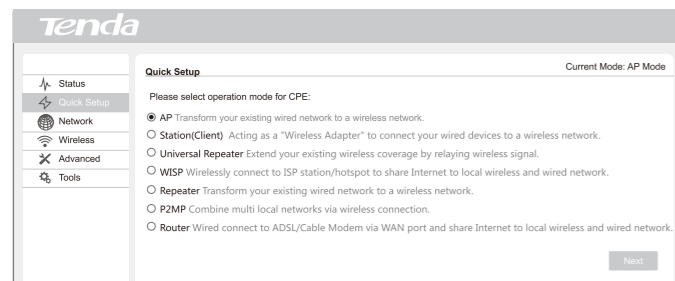 Tenda
Current Mode: AP Mode
Quick Setup
Status
Quick Setup
Network
Wireless
Advanced
Tools
Please select operation mode for CPE:
AP Transform your existing wired network to a wireless network.
Station(Client) Acting as a "Wireless Adapter" to connect your wired devices to a wireless network.
Universal Repeater Extend your existing wireless coverage by relaying wireless signal.
WISP Wirelessly connect to ISP station/hotspot to share Internet to local wireless and wired network.
Repeater Transform your existing wired network to a wireless network.
P2MP Combine multi local networks via wireless connection.
Router Wired connect to ADSL/Cable Modem via WAN port and share Internet to local wireless and wired network.
Next